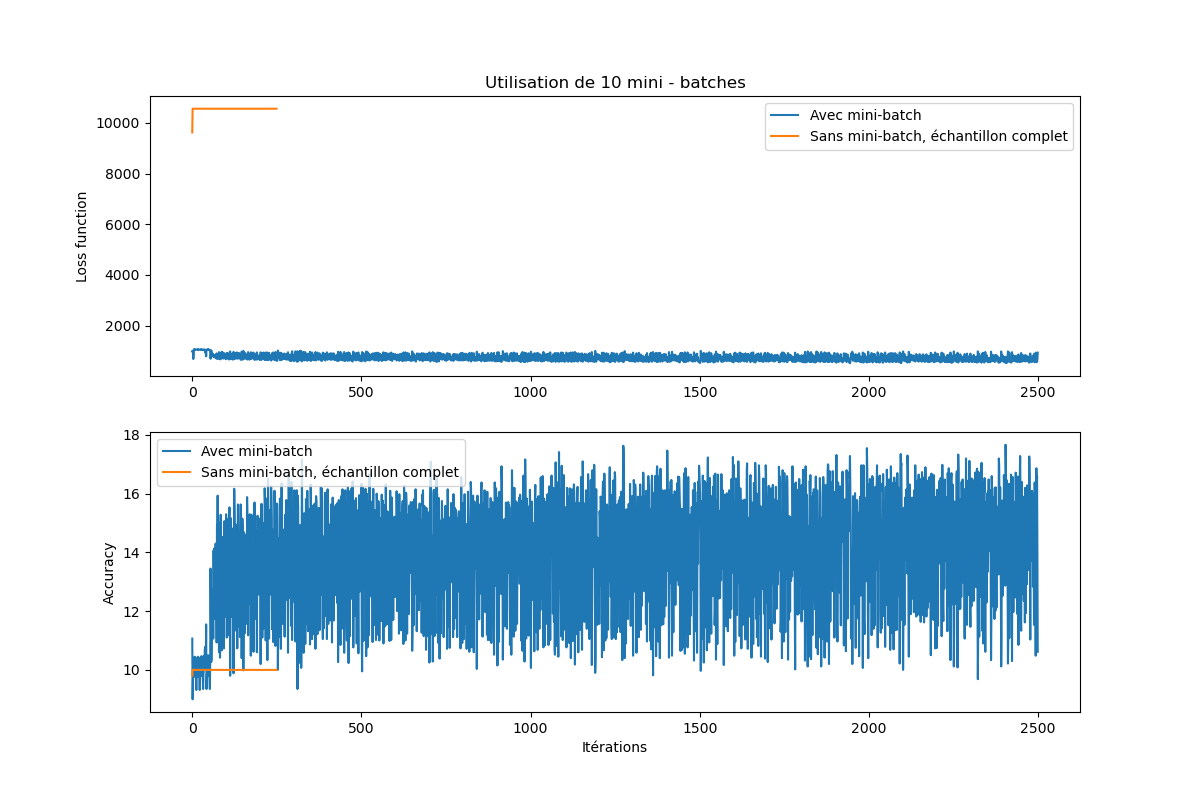 Utilisation de 10 mini - batches
10000
8000
6000
4000
2000
Loss function
Avec mini-batch
Sans mini-batch, échantillon complet
0
500
1000
1500
2000
2500
18
16
14
12
10
Accuracy
Avec mini-batch
Sans mini-batch, échantillon complet
0
500
1000
1500
2000
2500
Itérations